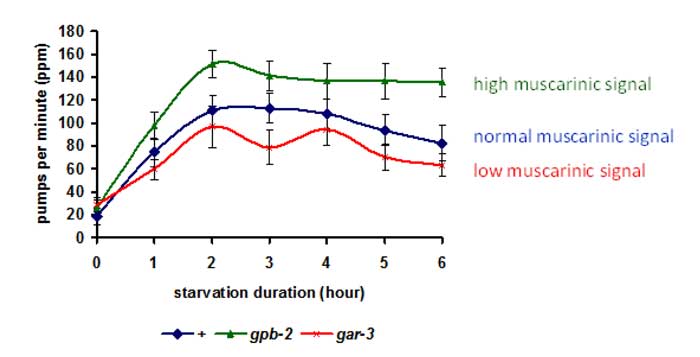 180
160
140
120
100
80
60
40
20
0
pumps per minute (ppm)
high muscarinic signal
normal muscarinic signal
low muscarinic signal
0 1 2 3 4 5 6
starvation duration (hour)
+ gpb-2 gar-3